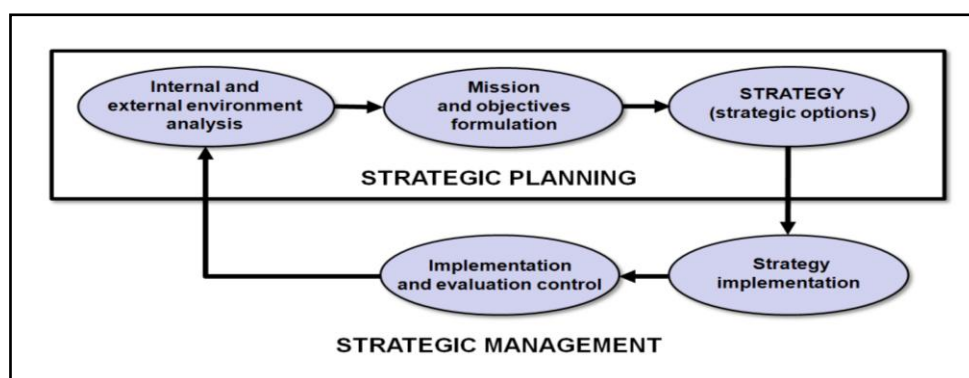 Internal and
external environment
analysis
Mission
and objectives
formulation
STRATEGY
(strategic options)
STRATEGIC PLANNING
Implementation
and evaluation control
Strategy
implementation
STRATEGIC MANAGEMENT